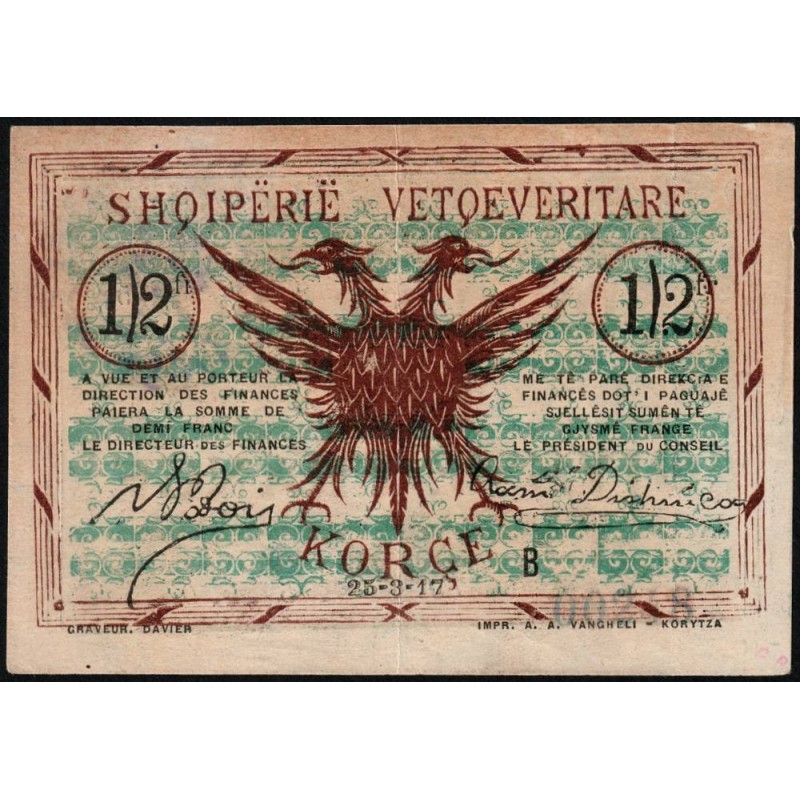 SHQIPËRIË VETQEVERITARE
1/2 fr
1/2 fr
A VUE ET AU PORTEUR LA
DIRECTION DES FINANCES
PAIERA LA SOMME DE
DEMI FRANC
LE DIRECTEUR DES FINANCES
ME TË PARË DIREKCIA E
FINANCËS DOT' I PAGUAJË
SJELLËSIT SUMËN TË
GJYSMË FRANGE
LE PRÉSIDENT DU CONSEIL
KORÇE
B
25-3-17
GRAVEUR. DAVIER
IMPR. A. A. VANGHELI - KORYTZA